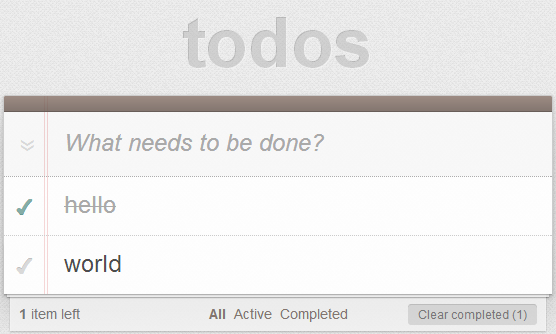 todos
What needs to be done?
hello
world
1 item left All Active Completed Clear completed (1)